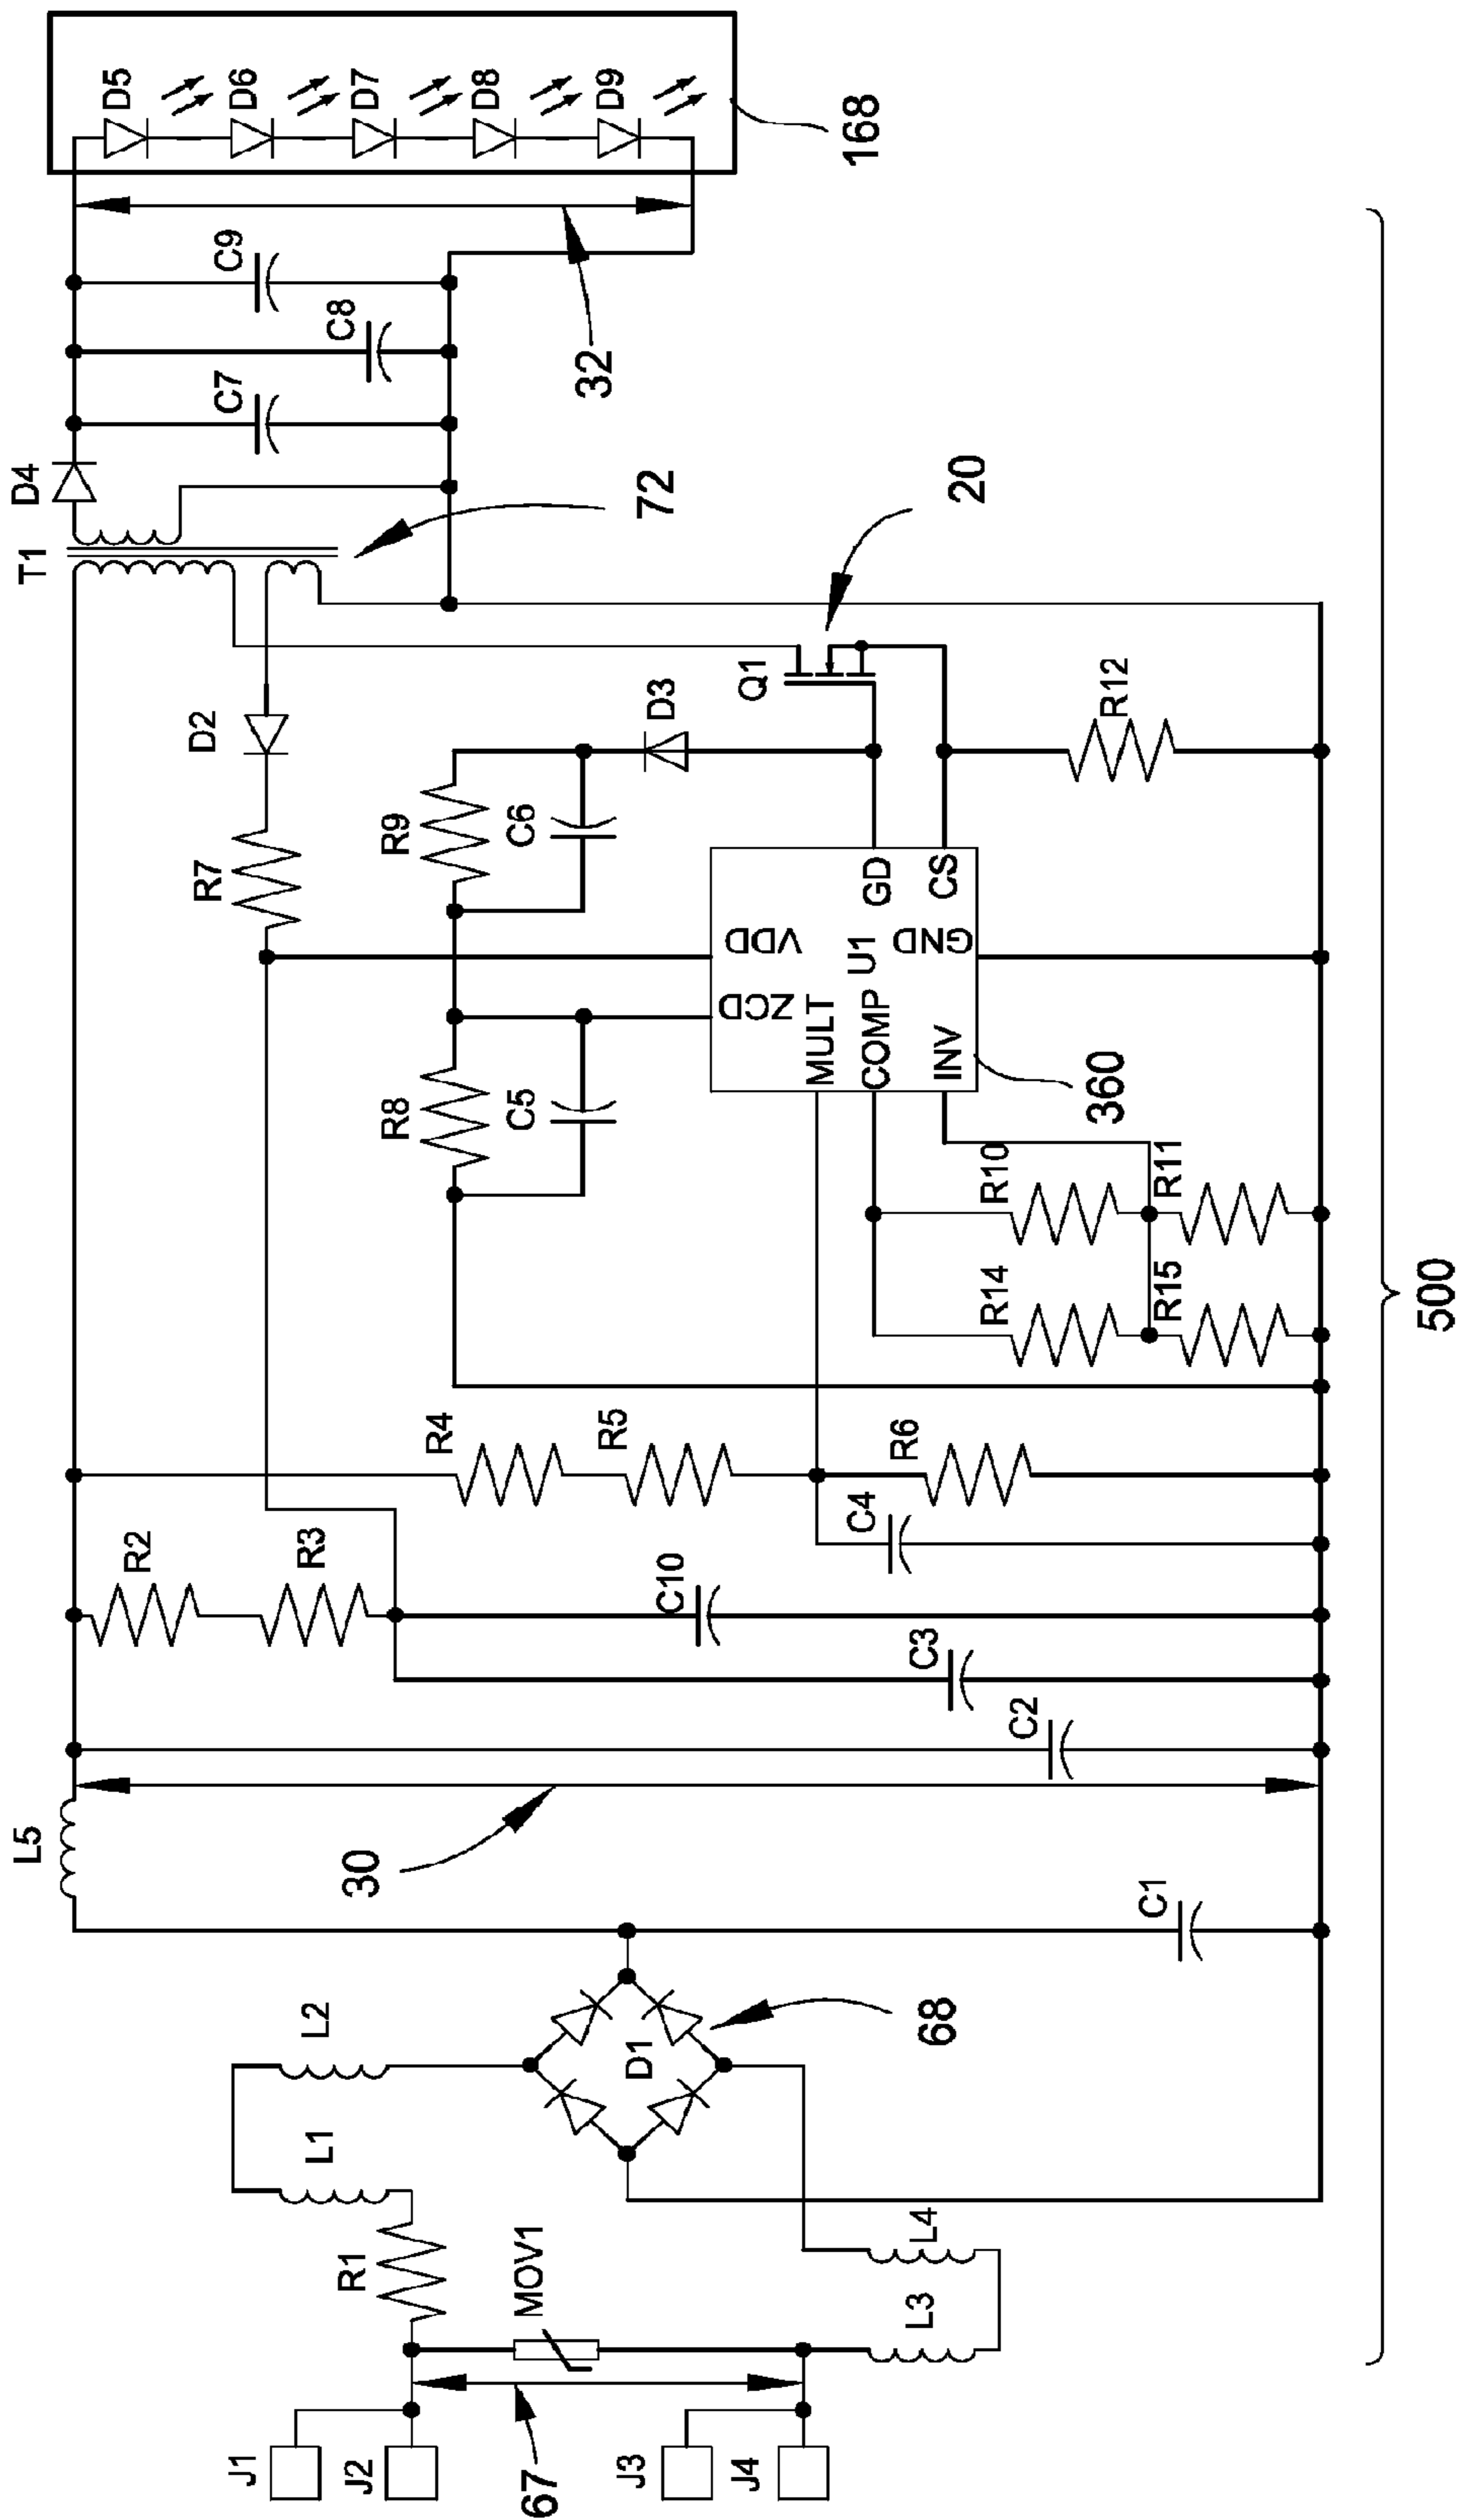 J1
J2
J3
J4
67
MOV1
R1
L1
L2
L3
L4
D1
68
C1
L5
30
C2
C3
C10
R2
R3
R4
R5
C4
R6
R14
R15
R10
R11
R8
C5
R9
C6
R7
D2
D3
MULT
COMP
INV
ZCD
VDD
U1
GND
GD
CS
360
Q1
20
R12
T1
72
D4
C7
C8
C9
32
D5
D6
D7
D8
D9
168
500